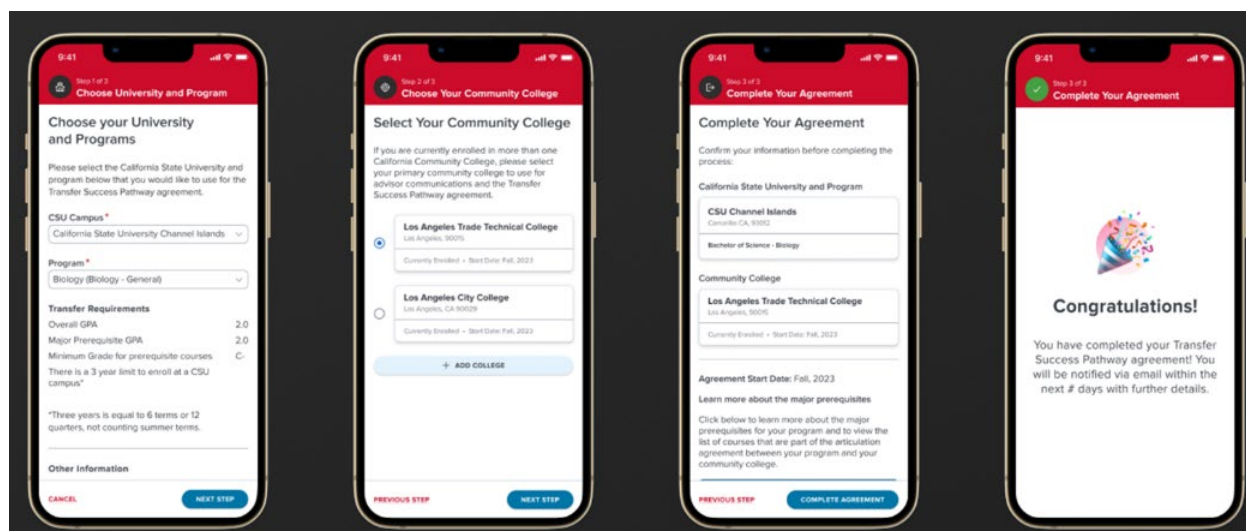 9:41
Step 1 of 3
Choose University and Program
Choose your University
and Programs
Please select the California State University and
program below that you would like to use for the
Transfer Success Pathway agreement.
CSU Campus*
California State University Channel Islands
Program*
Biology (Biology - General)
Transfer Requirements
Overall GPA 2.0
Major Prerequisite GPA 2.0
Minimum Grade for prerequisite courses C-
There is a 3 year limit to enroll at a CSU
campus*
*Three years is equal to 6 terms or 12
quarters, not counting summer terms.
Other Information
CANCEL NEXT STEP
9:41
Step 2 of 3
Choose Your Community College
Select Your Community College
If you are currently enrolled in more than one
California Community College, please select
your primary community college to use for
advisor communications and the Transfer
Success Pathway agreement.
Los Angeles Trade Technical College
Los Angeles, 90015
Currently Enrolled • Start Date: Fall, 2023
Los Angeles City College
Los Angeles, CA 90029
Currently Enrolled • Start Date: Fall, 2023
+ ADD COLLEGE
PREVIOUS STEP NEXT STEP
9:41
Step 3 of 3
Complete Your Agreement
Complete Your Agreement
Confirm your information before completing the
process:
California State University and Program
CSU Channel Islands
Camarillo CA, 93012
Bachelor of Science - Biology
Community College
Los Angeles Trade Technical College
Los Angeles, 90015
Currently Enrolled • Start Date: Fall, 2023
Agreement Start Date: Fall, 2023
Learn more about the major prerequisites
Click below to learn more about the major
prerequisites for your program and to view the
list of courses that are part of the articulation
agreement between your program and your
community college.
PREVIOUS STEP COMPLETE AGREEMENT
9:41
Step 3 of 3
Complete Your Agreement
Congratulations!
You have completed your Transfer
Success Pathway agreement! You
will be notified via email within the
next # days with further details.